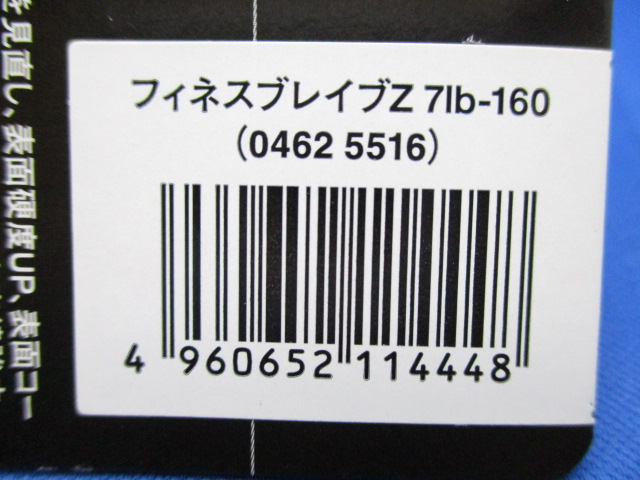 フィネスブレイブZ 7lb-160
(0462 5516)
4 960652 114448
を見直し、表面硬度UP、表面コー